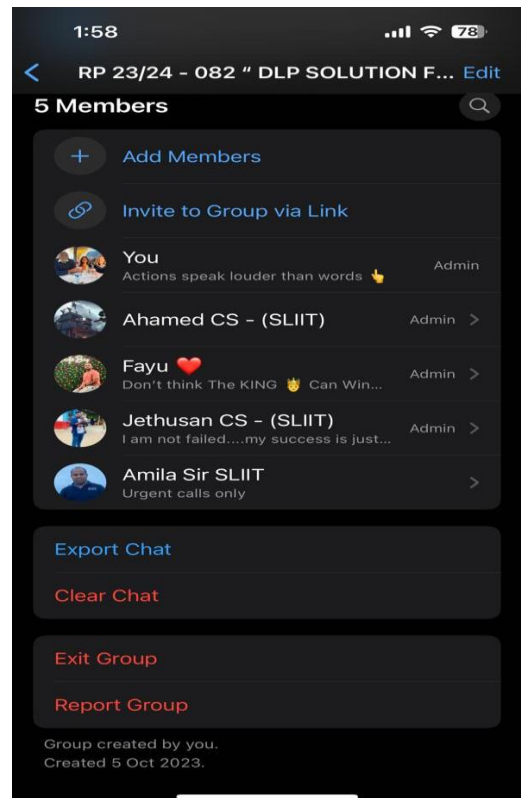 1:58
78
RP 23/24 - 082 “ DLP SOLUTION F... Edit
5 Members
Add Members
Invite to Group via Link
You
Actions speak louder than words 👆
Admin
Ahamed CS - (SLIIT)
Admin
Fayu ❤️
Don't think The KING 🤴 Can Win...
Admin
Jethusan CS - (SLIIT)
I am not failed....my success is just...
Admin
Amila Sir SLIIT
Urgent calls only
Export Chat
Clear Chat
Exit Group
Report Group
Group created by you.
Created 5 Oct 2023.